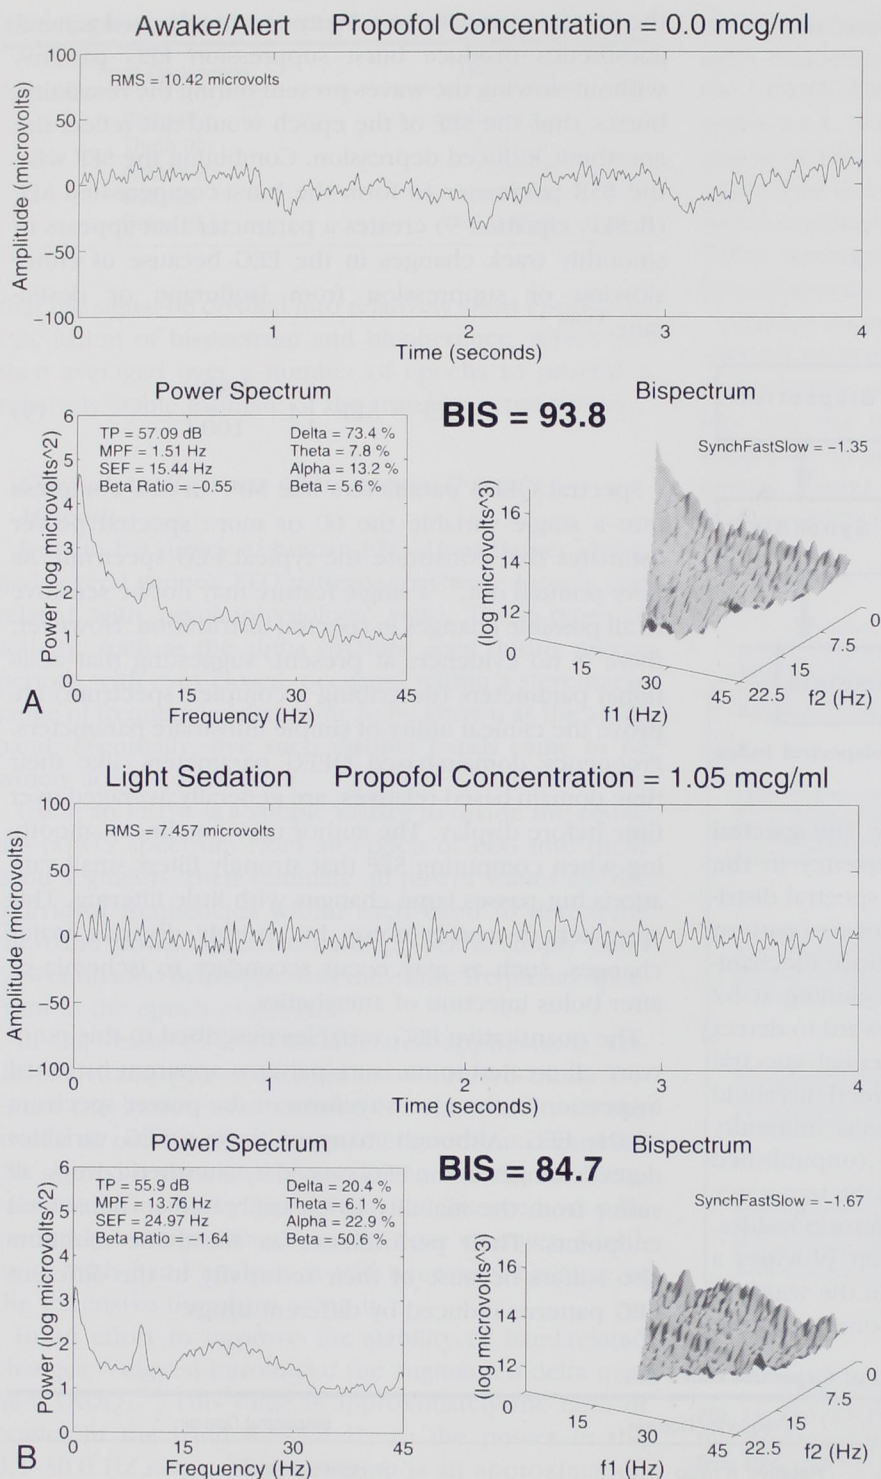 Awake/Alert Propofol Concentration = 0.0 mcg/ml
100
50
0
−50
−100
Amplitude (microvolts)
RMS = 10.42 microvolts
0 1 2 3 4
Time (seconds)
Power Spectrum
6
5
4
3
2
1
0
Power (log microvolts^2)
TP = 57.09 dB Delta = 73.4 %
MPF = 1.51 Hz Theta = 7.8 %
SEF = 15.44 Hz Alpha = 13.2 %
Beta Ratio = −0.55 Beta = 5.6 %
0 15 30 45
Frequency (Hz)
BIS = 93.8
Bispectrum
SynchFastSlow = −1.35
(log microvolts^3)
16
14
12
0 15 30 45
f1 (Hz)
22.5 15 7.5 0
f2 (Hz)
A
Light Sedation Propofol Concentration = 1.05 mcg/ml
100
50
0
−50
−100
Amplitude (microvolts)
RMS = 7.457 microvolts
0 1 2 3 4
Time (seconds)
Power Spectrum
6
5
4
3
2
1
0
Power (log microvolts^2)
TP = 55.9 dB Delta = 20.4 %
MPF = 13.76 Hz Theta = 6.1 %
SEF = 24.97 Hz Alpha = 22.9 %
Beta Ratio = −1.64 Beta = 50.6 %
0 15 30 45
Frequency (Hz)
BIS = 84.7
Bispectrum
SynchFastSlow = −1.67
(log microvolts^3)
16
14
12
0 15 30 45
f1 (Hz)
22.5 15 7.5 0
f2 (Hz)
B